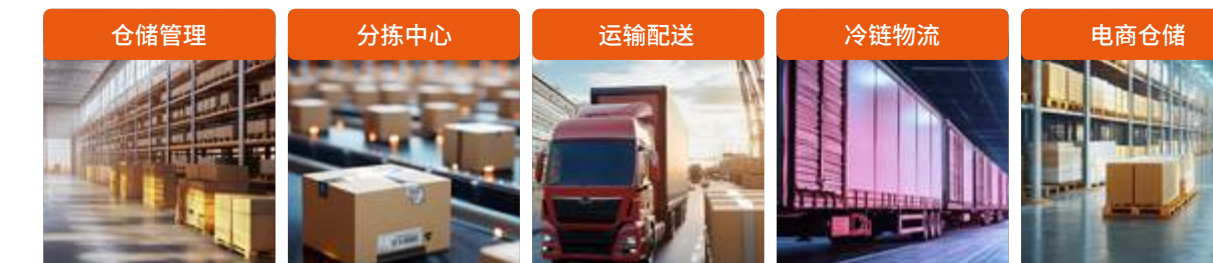 仓储管理
分拣中心
运输配送
冷链物流
电商仓储